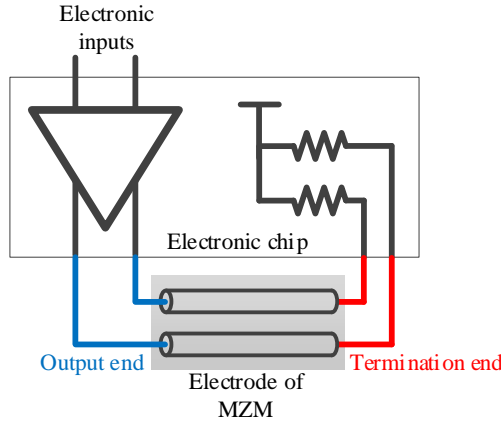 Electronic
inputs
Electronic chip
Output end
Termination end
Electrode of
MZM